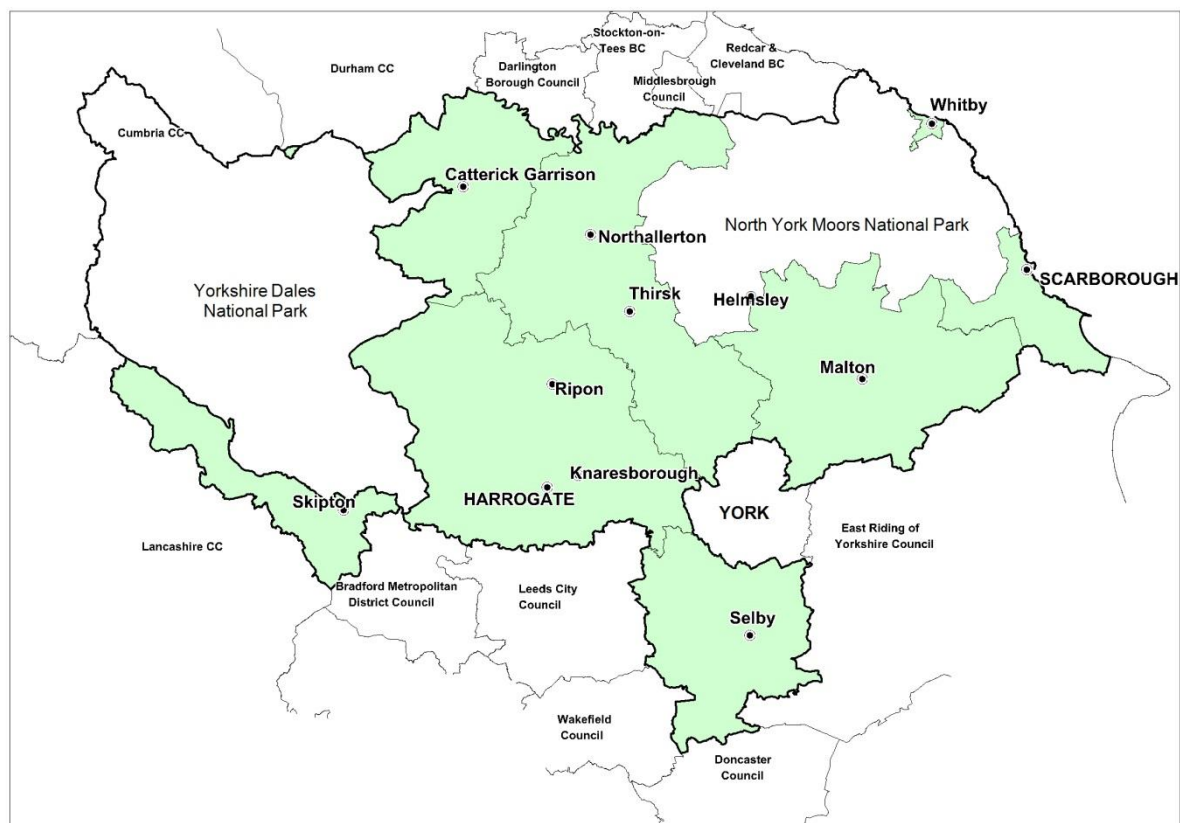 Stockton-on-
Tees BC
Redcar &
Cleveland BC
Durham CC
Darlington
Borough Council
Middlesbrough
Council
Whitby
Cumbria CC
Catterick Garrison
North York Moors National Park
Northallerton
SCARBOROUGH
Yorkshire Dales
National Park
Thirsk
Helmsley
Malton
Ripon
Knaresborough
HARROGATE
Skipton
YORK
East Riding of
Yorkshire Council
Lancashire CC
Bradford Metropolitan
District Council
Leeds City
Council
Selby
Wakefield
Council
Doncaster
Council